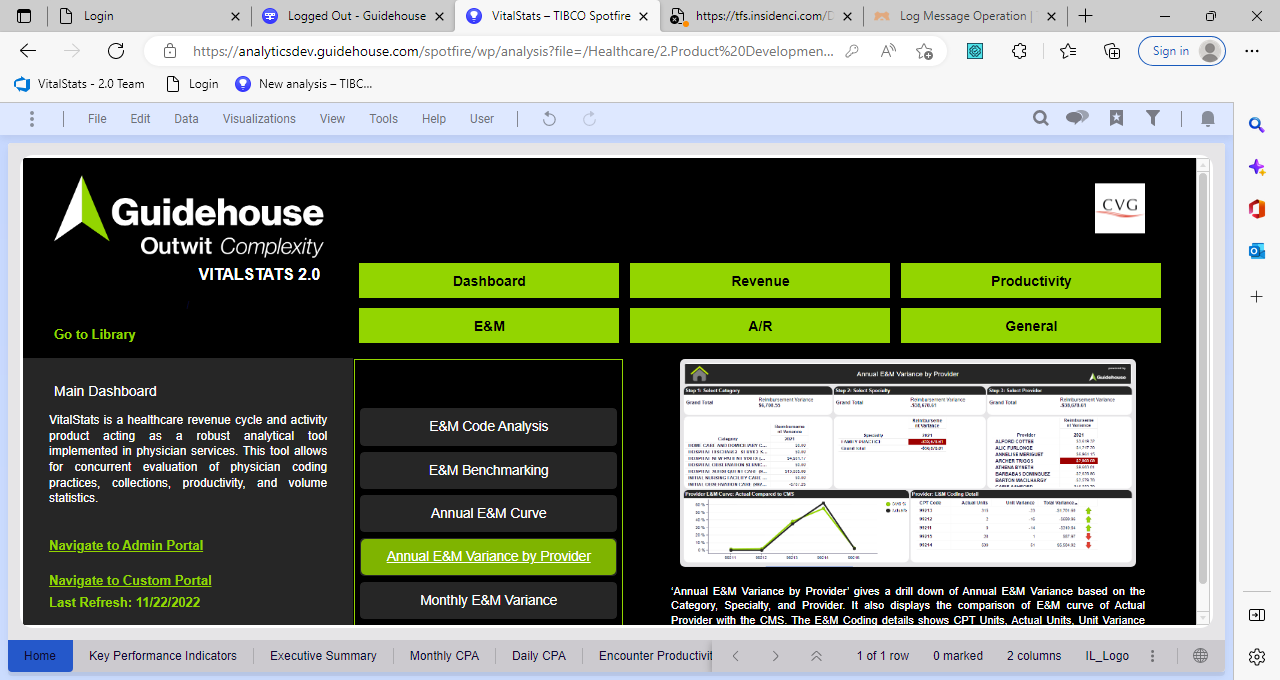 Login
Logged Out - Guidehouse
VitalStats – TIBCO Spotfire
https://tfs.insidenci.com/D
Log Message Operation |
https://analyticsdev.guidehouse.com/spotfire/wp/analysis?file=/Healthcare/2.Product%20Developmen...
Sign in
VitalStats - 2.0 Team
Login
New analysis – TIBC...
File Edit Data Visualizations View Tools Help User
Guidehouse
Outwit Complexity
VITALSTATS 2.0
CVG
Dashboard Revenue Productivity
Go to Library
E&M A/R General
Main Dashboard
VitalStats is a healthcare revenue cycle and activity
product acting as a robust analytical tool
implemented in physician services. This tool allows
for concurrent evaluation of physician coding
practices, collections, productivity, and volume
statistics.
Navigate to Admin Portal
Navigate to Custom Portal
Last Refresh: 11/22/2022
E&M Code Analysis
E&M Benchmarking
Annual E&M Curve
Annual E&M Variance by Provider
Monthly E&M Variance
Annual E&M Variance by Provider
Guidehouse
Step 1: Select Category Step 2: Select Specialty Step 3: Select Provider
Grand Total Reimbursement Variance
Grand Total Reimbursement Variance
Grand Total Reimbursement Variance
Category 2021
Specialty 2021
Provider 2021
Provider E&M Curve: Actual Compared to CMS
Provider: E&M Coding Detail
CPT Code Actual Units Unit Variance Total Variance
'Annual E&M Variance by Provider' gives a drill down of Annual E&M Variance based on the
Category, Specialty, and Provider. It also displays the comparison of E&M curve of Actual
Provider with the CMS. The E&M Coding details shows CPT Units, Actual Units, Unit Variance
Home Key Performance Indicators Executive Summary Monthly CPA Daily CPA Encounter Productivit
1 of 1 row 0 marked 2 columns IL_Logo